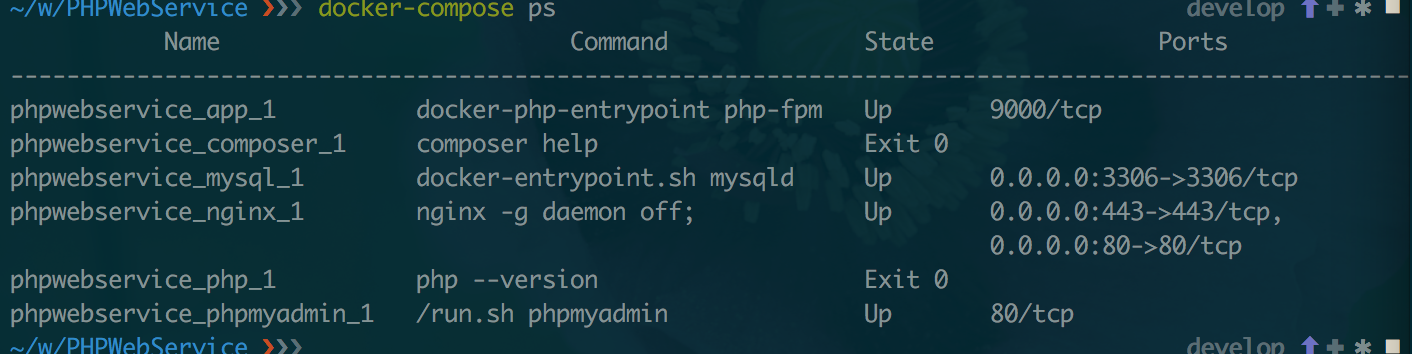 ~/w/PHPWebService ❯❯❯ docker-compose ps develop ⬆ ✚ ✱ ◼
Name Command State Ports
----------------------------------------------------------------------------------------------------
phpwebservice_app_1 docker-php-entrypoint php-fpm Up 9000/tcp
phpwebservice_composer_1 composer help Exit 0
phpwebservice_mysql_1 docker-entrypoint.sh mysqld Up 0.0.0.0:3306->3306/tcp
phpwebservice_nginx_1 nginx -g daemon off; Up 0.0.0.0:443->443/tcp,
0.0.0.0:80->80/tcp
phpwebservice_php_1 php --version Exit 0
phpwebservice_phpmyadmin_1 /run.sh phpmyadmin Up 80/tcp
~/w/PHPWebService ❯❯❯ develop ⬆ ✚ ✱ ◼